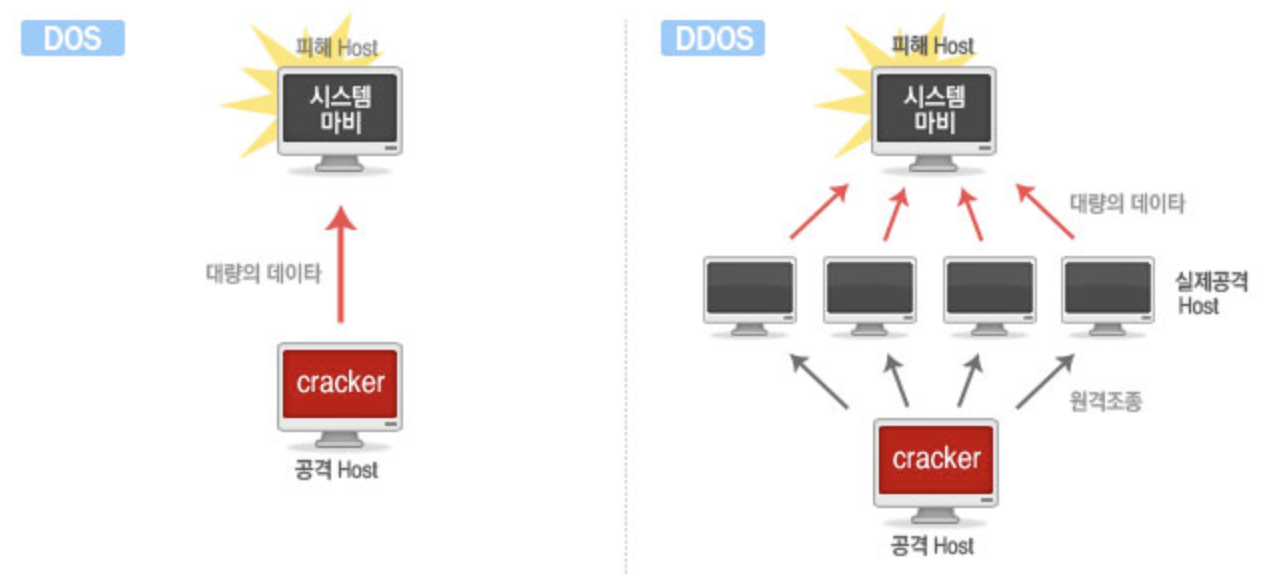 DOS
피해 Host
시스템
마비
대량의 데이타
cracker
공격 Host
DDOS
피해 Host
시스템
마비
대량의 데이타
실제공격
Host
원격조종
cracker
공격 Host